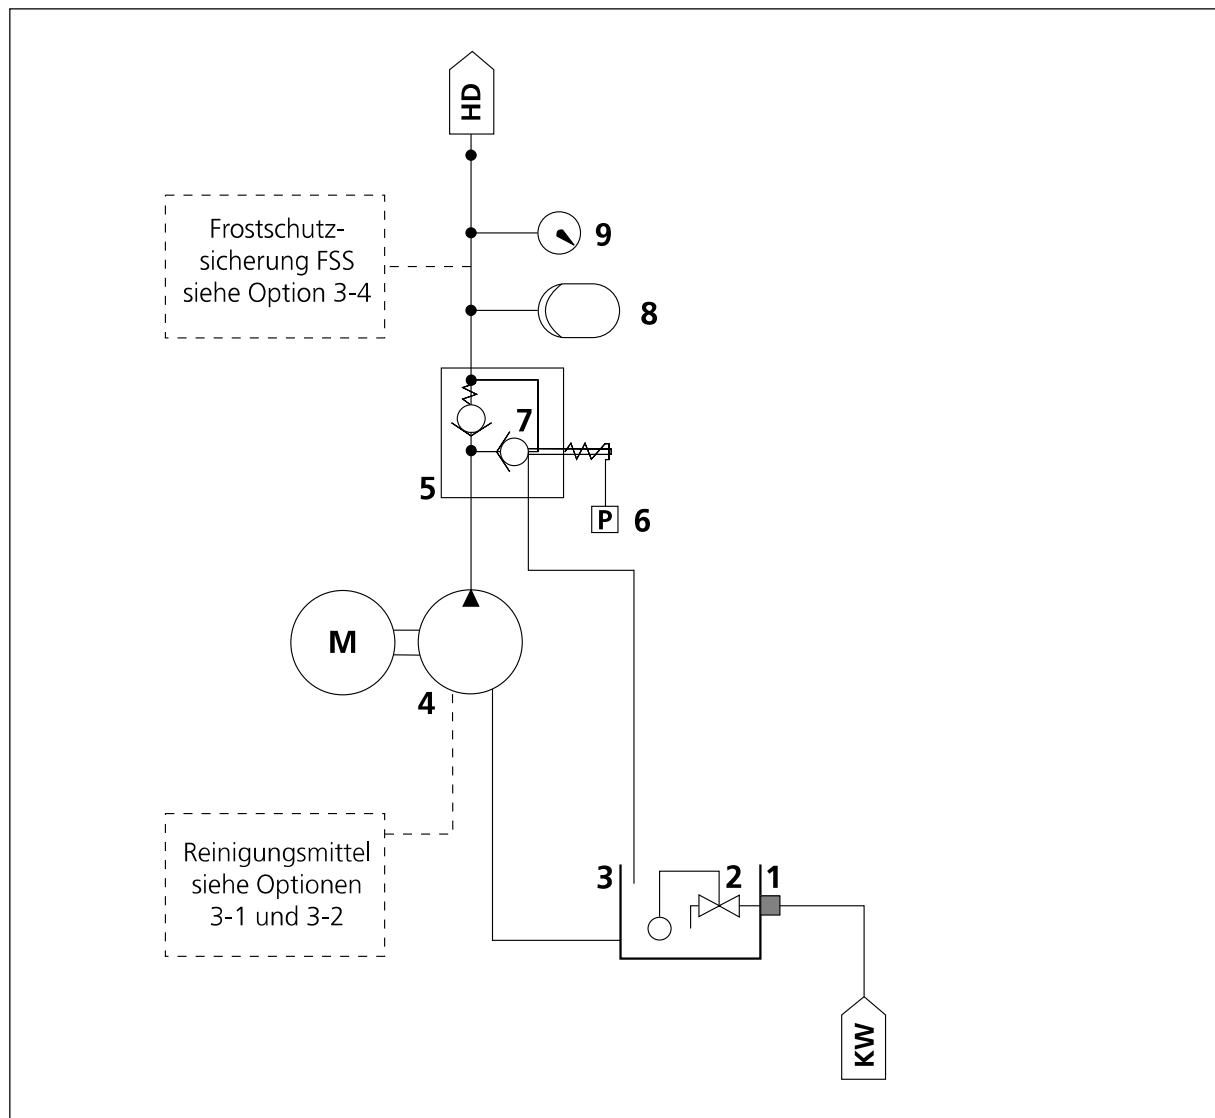 HD
Frostschutz-
sicherung FSS
siehe Option 3-4
9
8
7
5
P
6
M
4
Reinigungsmittel
siehe Optionen
3-1 und 3-2
3
2
1
KW